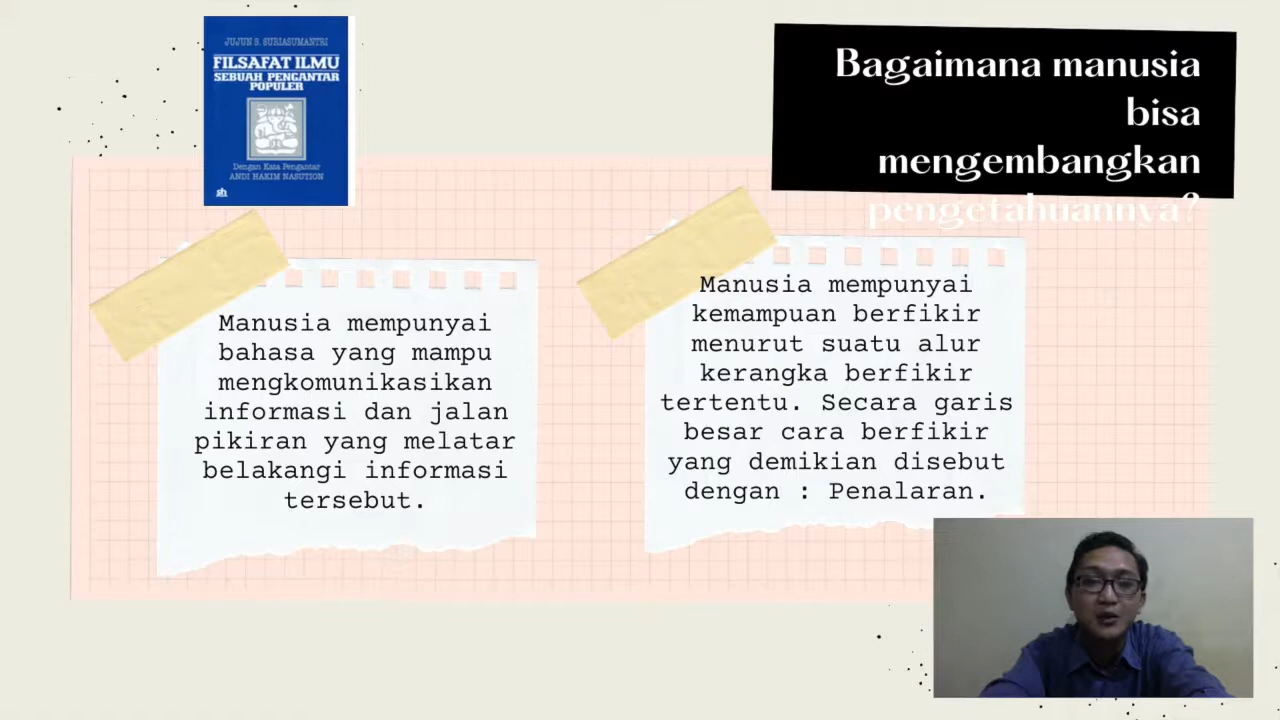 JUJUN S. SURIASUMANTRI
FILSAFAT ILMU
SEBUAH PENGANTAR
POPULER
Dengan Kata Pengantar
ANDI HAKIM NASUTION
sh
Bagaimana manusia
bisa
mengembangkan
pengetahuannya?
Manusia mempunyai
bahasa yang mampu
mengkomunikasikan
informasi dan jalan
pikiran yang melatar
belakangi informasi
tersebut.
Manusia mempunyai
kemampuan berfikir
menurut suatu alur
kerangka berfikir
tertentu. Secara garis
besar cara berfikir
yang demikian disebut
dengan : Penalaran.